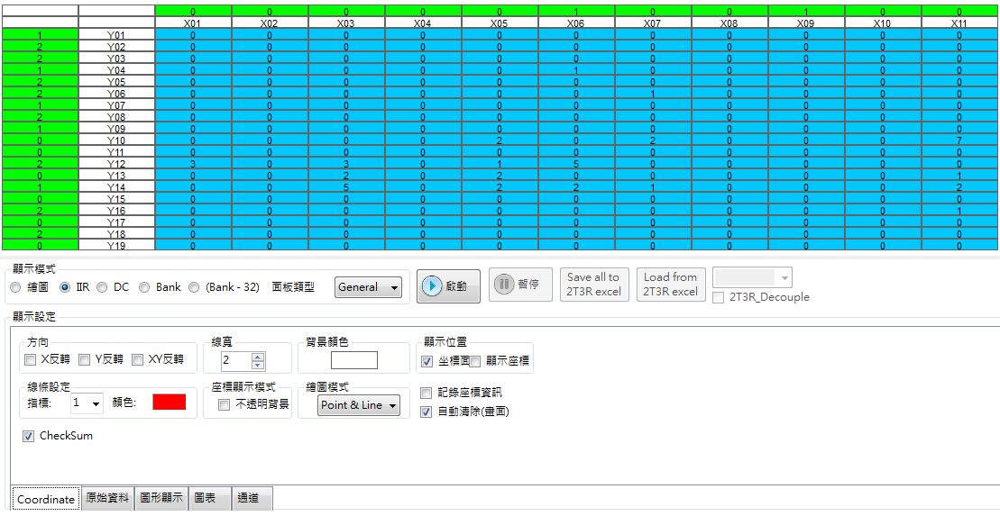 0 0 0 0 0 1 0 0 1 0 0
X01 X02 X03 X04 X05 X06 X07 X08 X09 X10 X11
1 Y01 0 0 0 0 0 0 0 0 0 0 0
2 Y02 0 0 0 0 0 0 0 0 0 0 0
2 Y03 0 0 0 0 0 0 0 0 0 0 0
1 Y04 0 0 0 0 0 1 0 0 0 0 0
2 Y05 0 0 0 0 0 0 0 0 0 0 0
2 Y06 0 0 0 0 0 0 1 0 0 0 0
1 Y07 0 0 0 0 0 0 0 0 0 0 0
2 Y08 0 0 0 0 0 0 0 0 0 0 0
1 Y09 0 0 0 0 0 0 0 0 0 0 0
0 Y10 0 0 0 0 2 0 2 0 0 0 7
0 Y11 0 0 0 0 0 0 0 0 0 0 0
2 Y12 3 0 3 0 1 5 0 0 0 0 0
0 Y13 0 0 2 0 2 0 0 0 0 0 1
1 Y14 0 0 5 0 2 2 1 0 0 0 2
0 Y15 0 0 0 0 0 0 0 0 0 0 0
2 Y16 0 0 0 0 0 0 0 0 0 0 1
0 Y17 0 0 0 0 0 0 0 0 0 0 0
2 Y18 0 0 0 0 0 0 0 0 0 0 0
0 Y19 0 0 0 0 0 0 0 0 0 0 0
顯示模式
繪圖 IIR DC Bank (Bank - 32) 面板類型 General 啟動 暫停
Save all to
2T3R excel
Load from
2T3R excel
2T3R_Decouple
顯示設定
方向
X反轉 Y反轉 XY反轉
線寬
2
背景顏色
顯示位置
坐標面 顯示座標
線條設定
指標: 1 顏色:
座標顯示模式
不透明背景
繪圖模式
Point & Line
記錄座標資訊
自動清除(畫面)
CheckSum
Coordinate 原始資料 圖形顯示 圖表 通道